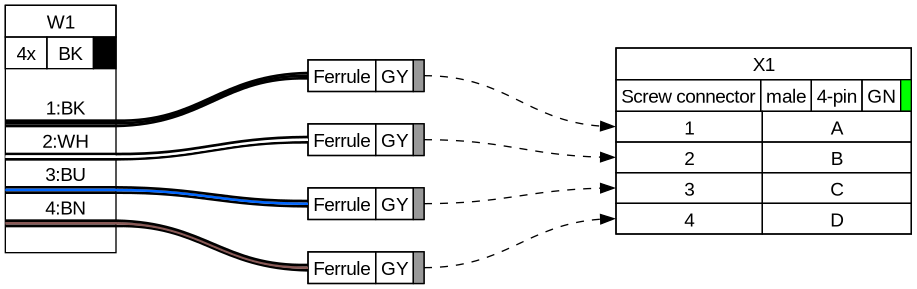 W1
4x BK
1:BK
2:WH
3:BU
4:BN
Ferrule GY
Ferrule GY
Ferrule GY
Ferrule GY
X1
Screw connector male 4-pin GN
1 A
2 B
3 C
4 D